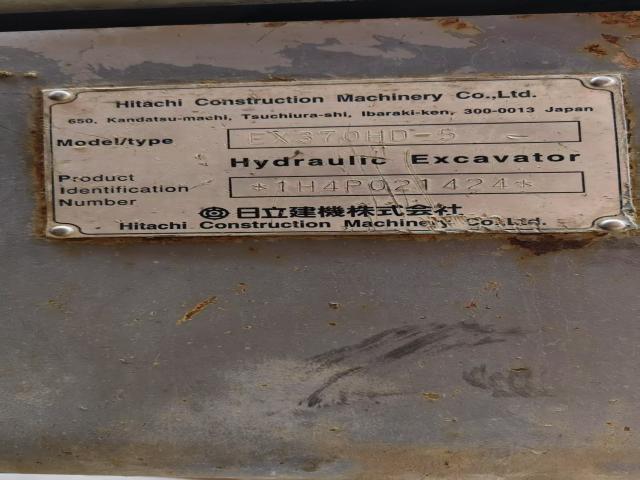 Hitachi Construction Machinery Co.,Ltd.
650, Kandatsu-machi, Tsuchiura-shi, Ibaraki-ken, 300-0013 Japan
Model/type EX370HD-5
Hydraulic Excavator
Product
Identification
Number *1H4P021424*
日立建機株式会社
Hitachi Construction Machinery Co.Ltd.